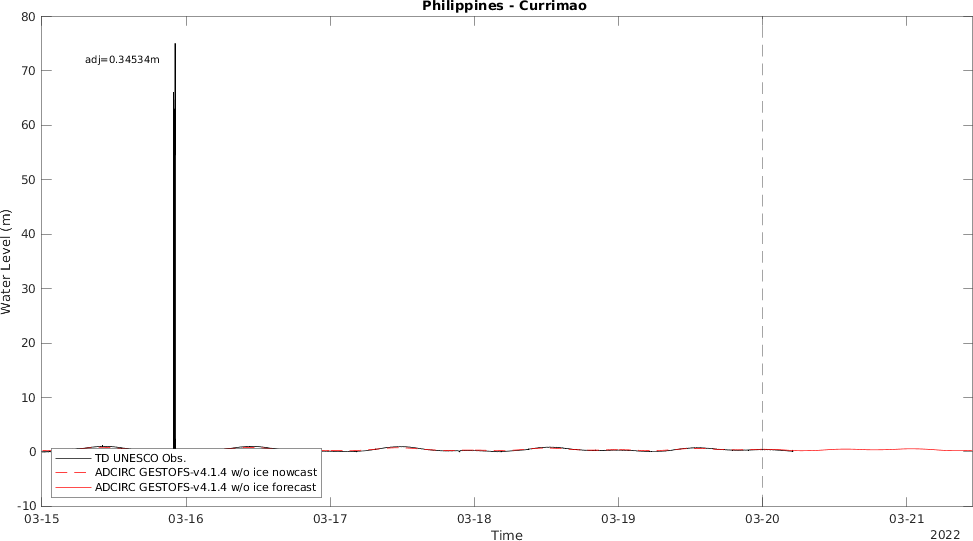 Philippines - Currimao
80
adj=0.34534m
70
60
50
40
30
20
10
0
-10
Water Level (m)
TD UNESCO Obs.
ADCIRC GESTOFS-v4.1.4 w/o ice nowcast
ADCIRC GESTOFS-v4.1.4 w/o ice forecast
03-15 03-16 03-17 03-18 03-19 03-20 03-21
Time
2022